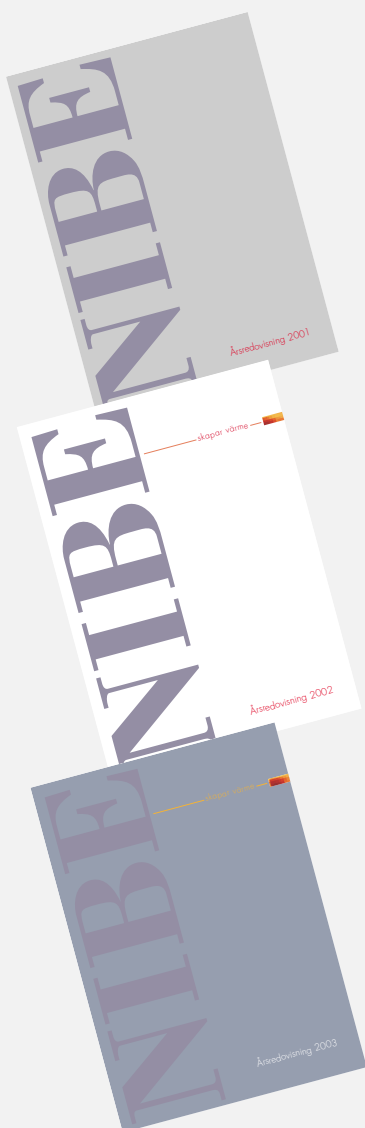 NIBE
Årsredovisning 2001
NIBE
skapar värme
Årsredovisning 2002
NIBE
skapar värme
Årsredovisning 2003